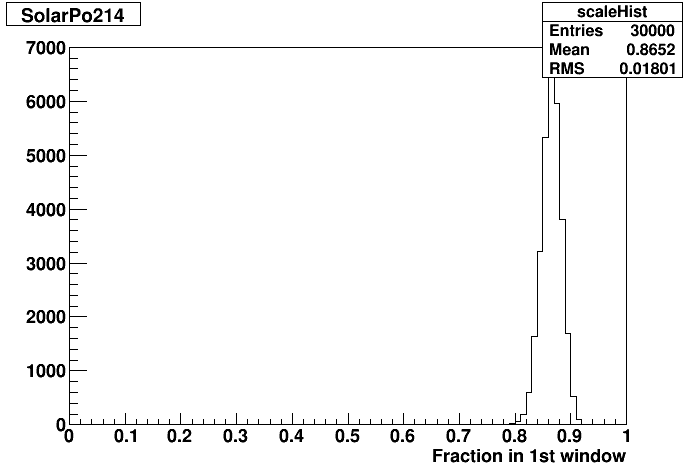 SolarPo214
scaleHist
Entries 30000
Mean 0.8652
RMS 0.01801
7000
6000
5000
4000
3000
2000
1000
0
0 0.1 0.2 0.3 0.4 0.5 0.6 0.7 0.8 0.9 1
Fraction in 1st window